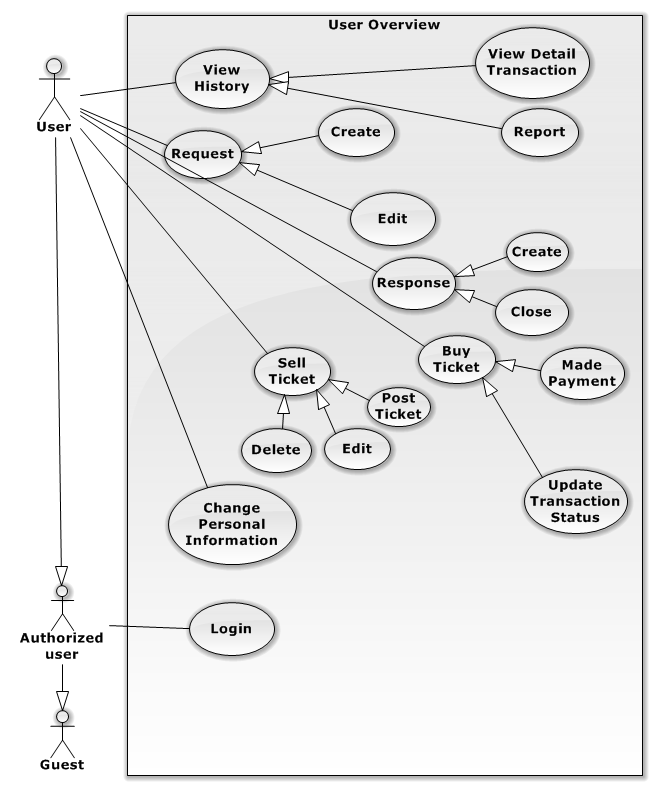 User Overview
View Detail
Transaction
View
History
User
Create
Report
Request
Edit
Create
Response
Close
Buy
Ticket
Sell
Ticket
Made
Payment
Post
Ticket
Delete
Edit
Update
Transaction
Status
Change
Personal
Information
Login
Authorized
user
Guest